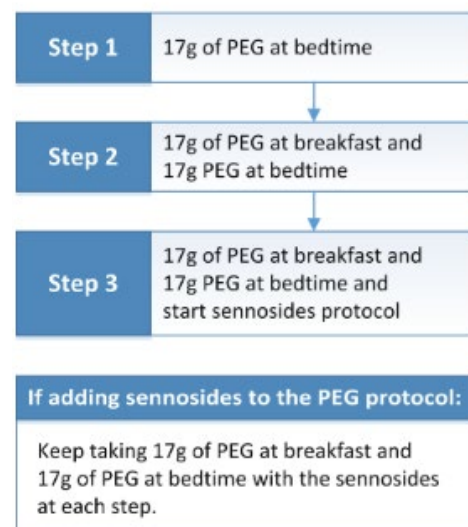 Step 1
17g of PEG at bedtime
Step 2
17g of PEG at breakfast and
17g PEG at bedtime
Step 3
17g of PEG at breakfast and
17g PEG at bedtime and
start sennosides protocol
If adding sennosides to the PEG protocol:
Keep taking 17g of PEG at breakfast and
17g of PEG at bedtime with the sennosides
at each step.